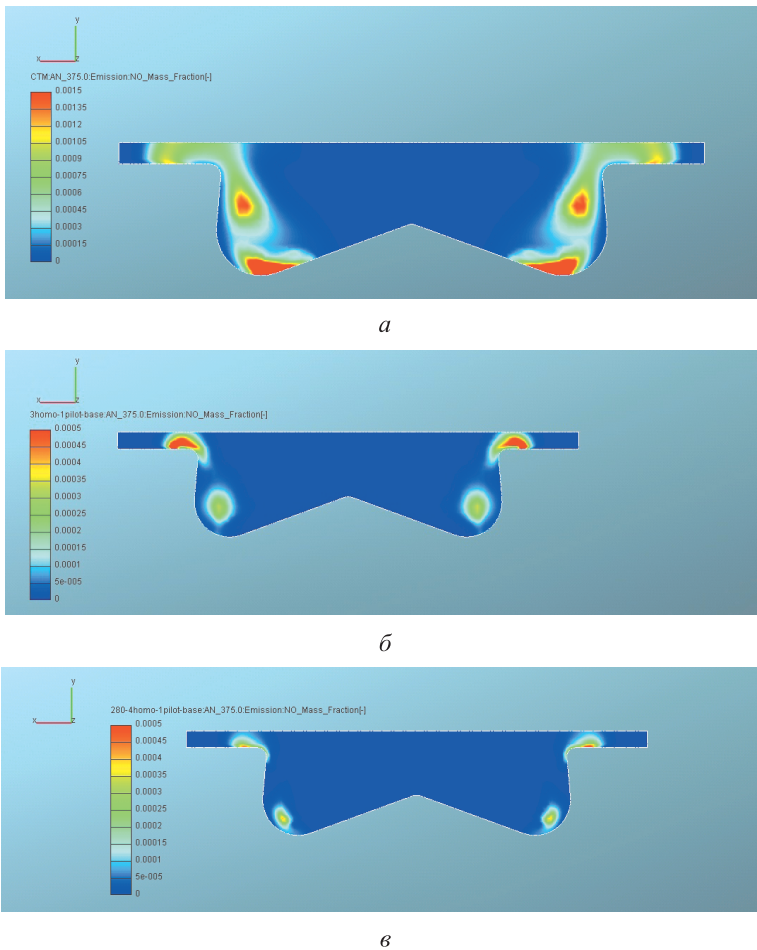 y
x
z
CTM:AN_375.0:Emission:NO_Mass_Fraction[-]
0.0015
0.00135
0.0012
0.00105
0.0009
0.00075
0.0006
0.00045
0.0003
0.00015
0
а
y
x
z
3homo-1pilot-base:AN_375.0:Emission:NO_Mass_Fraction[-]
0.0005
0.00045
0.0004
0.00035
0.0003
0.00025
0.0002
0.00015
0.0001
5e-005
0
б
y
x
z
280-4homo-1pilot-base:AN_375.0:Emission:NO_Mass_Fraction[-]
0.0005
0.00045
0.0004
0.00035
0.0003
0.00025
0.0002
0.00015
0.0001
5e-005
0
в